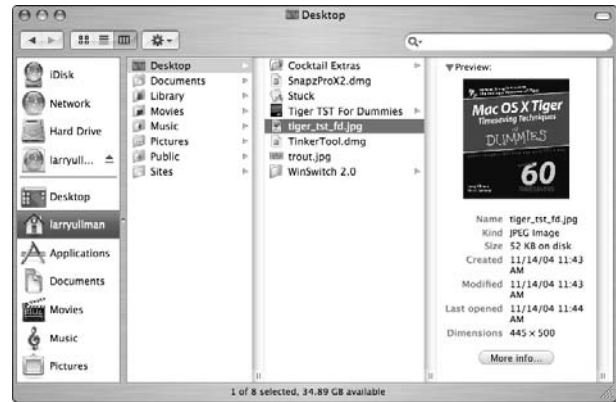 Desktop
iDisk
Network
Hard Drive
larryull...
Desktop
larryullman
Applications
Documents
Movies
Music
Pictures
Desktop
Documents
Library
Movies
Music
Pictures
Public
Sites
Cocktail Extras
SnapzProX2.dmg
Stuck
Tiger TST For Dummies
tiger_tst_fd.jpg
TinkerTool.dmg
trout.jpg
WinSwitch 2.0
Preview:
Mac OS X Tiger
Timesaving Techniques
FOR
DUMMIES
60
Name tiger_tst_fd.jpg
Kind JPEG Image
Size 52 KB on disk
Created 11/14/04 11:43
AM
Modified 11/14/04 11:43
AM
Last opened 11/14/04 11:44
AM
Dimensions 445 × 500
More info...
1 of 8 selected, 34.89 GB available